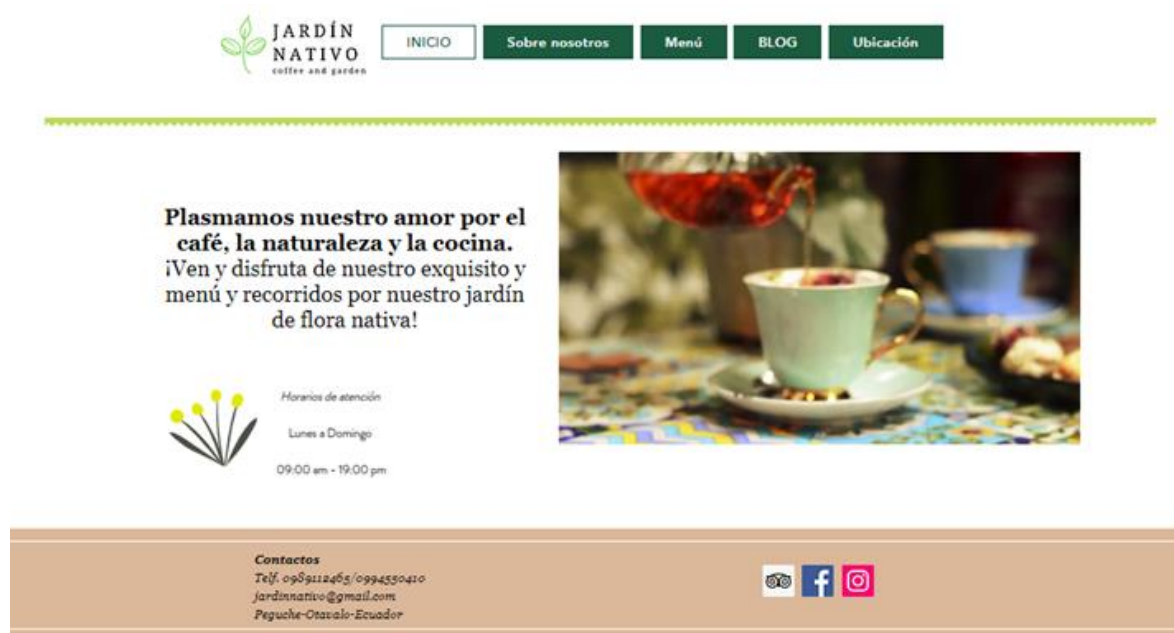 JARDÍN
NATIVO
coffee and garden
INICIO
Sobre nosotros
Menú
BLOG
Ubicación
Plasmamos nuestro amor por el
café, la naturaleza y la cocina.
¡Ven y disfruta de nuestro exquisito y
menú y recorridos por nuestro jardín
de flora nativa!
Horarios de atención
Lunes a Domingo
09:00 am - 19:00 pm
Contactos
Telf. 0989112465/0994550410
jardinnativo@gmail.com
Peguche-Otavalo-Ecuador